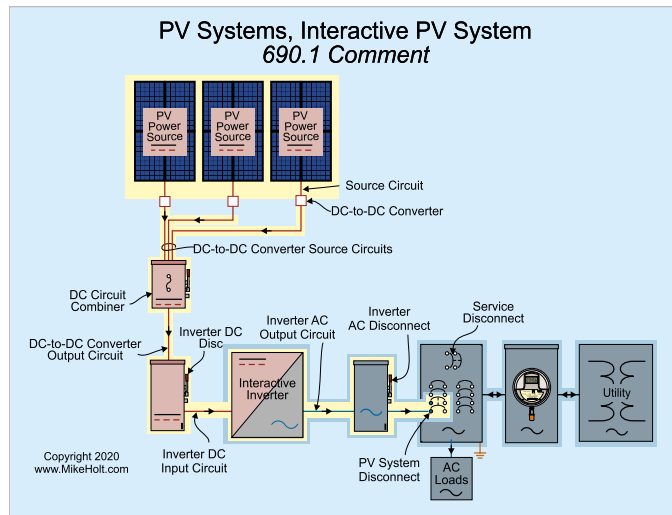 PV Systems, Interactive PV System
690.1 Comment
PV
Power
Source
PV
Power
Source
PV
Power
Source
Source Circuit
DC-to-DC Converter
DC-to-DC Converter Source Circuits
DC Circuit
Combiner
DC-to-DC Converter
Output Circuit
Inverter DC
Disc
Inverter AC
Output Circuit
Inverter
AC Disconnect
Service
Disconnect
Interactive
Inverter
Utility
Inverter DC
Input Circuit
PV System
Disconnect
AC
Loads
Copyright 2020
www.MikeHolt.com